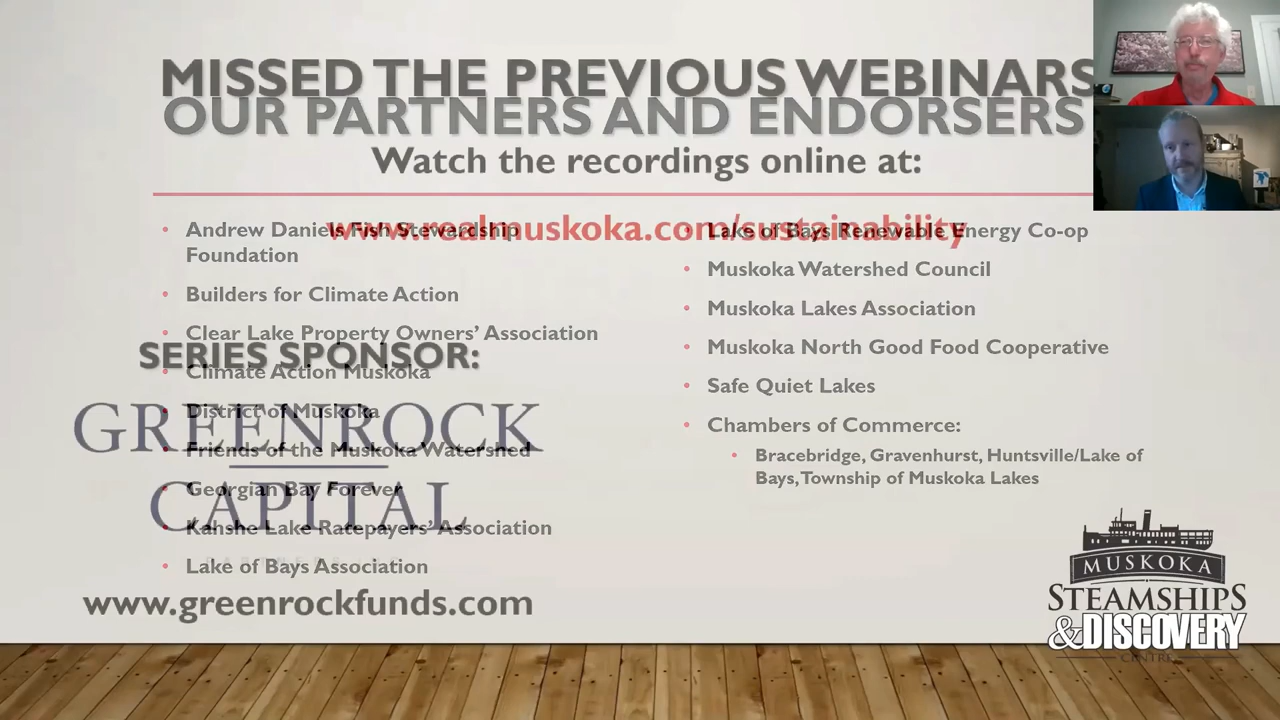 MISSED THE PREVIOUS WEBINARS
OUR PARTNERS AND ENDORSERS
Watch the recordings online at:
www.realmuskoka.com/sustainability
• Andrew Daniels Fish Stewardship
Foundation
• Builders for Climate Action
• Clear Lake Property Owners’ Association
• Climate Action Muskoka
• District of Muskoka
• Friends of the Muskoka Watershed
• Georgian Bay Forever
• Kahshe Lake Ratepayers’ Association
• Lake of Bays Association
• Lake of Bays Renewable Energy Co-op
• Muskoka Watershed Council
• Muskoka Lakes Association
• Muskoka North Good Food Cooperative
• Safe Quiet Lakes
• Chambers of Commerce:
• Bracebridge, Gravenhurst, Huntsville/Lake of
Bays, Township of Muskoka Lakes
SERIES SPONSOR:
GREENROCK
CAPITAL
www.greenrockfunds.com
MUSKOKA
STEAMSHIPS
&DISCOVERY
CENTRE